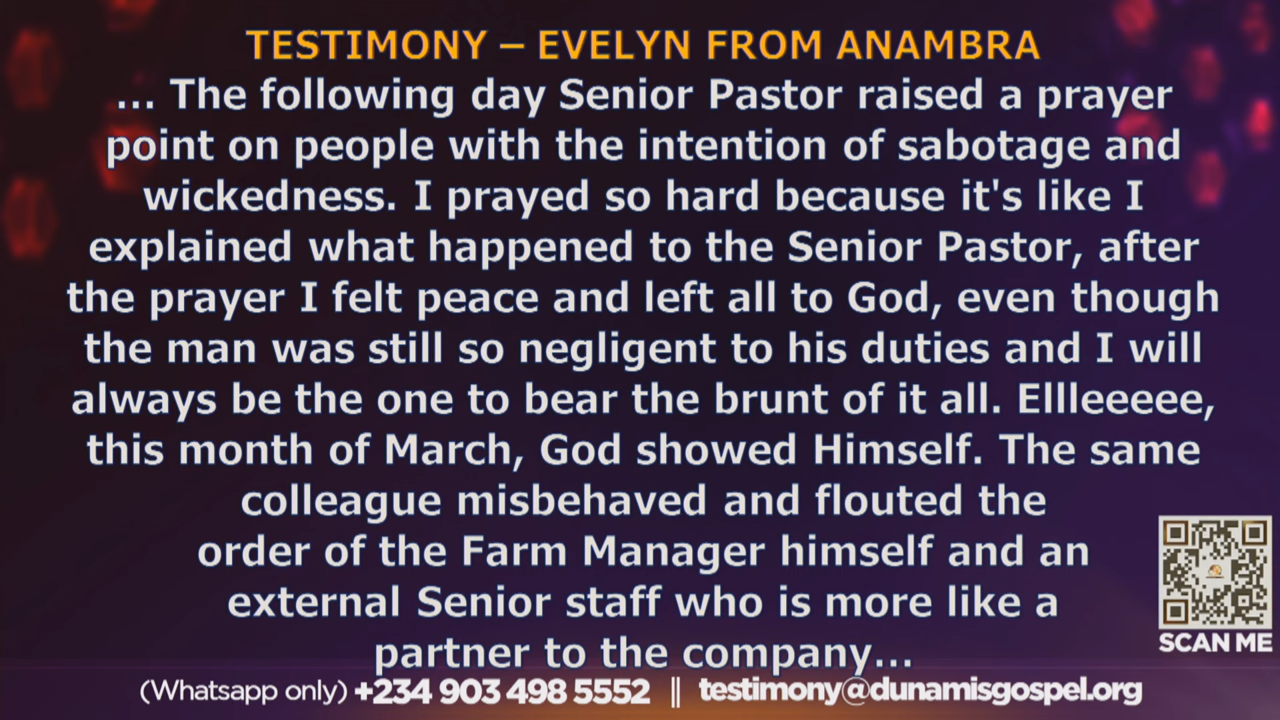 TESTIMONY – EVELYN FROM ANAMBRA
... The following day Senior Pastor raised a prayer
point on people with the intention of sabotage and
wickedness. I prayed so hard because it's like I
explained what happened to the Senior Pastor, after
the prayer I felt peace and left all to God, even though
the man was still so negligent to his duties and I will
always be the one to bear the brunt of it all. Ellleeeee,
this month of March, God showed Himself. The same
colleague misbehaved and flouted the
order of the Farm Manager himself and an
external Senior staff who is more like a
partner to the company...
SCAN ME
(Whatsapp only) +234 903 498 5552 || testimony@dunamisgospel.org